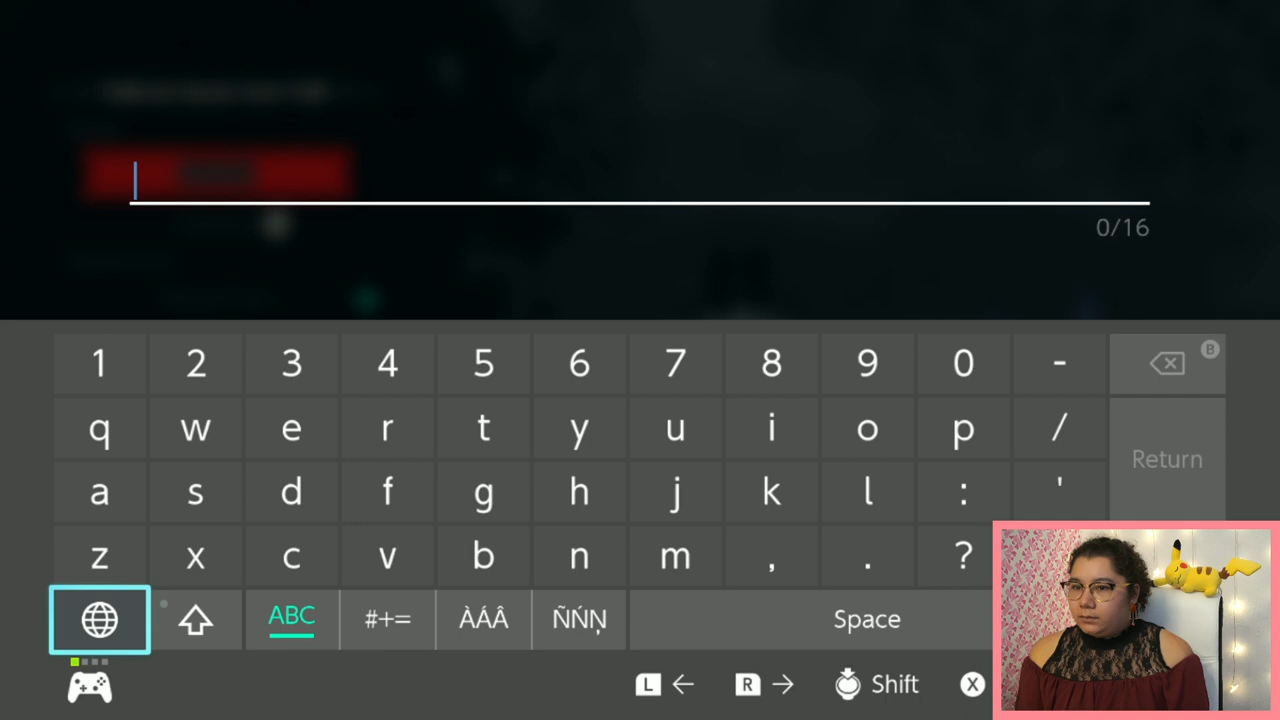 0/16
1 2 3 4 5 6 7 8 9 0 - B
q w e r t y u i o p /
Return
a s d f g h j k l : '
z x c v b n m , . ?
ABC #+= ÀÁÂ ÑŃŅ Space
L ← R → Shift X